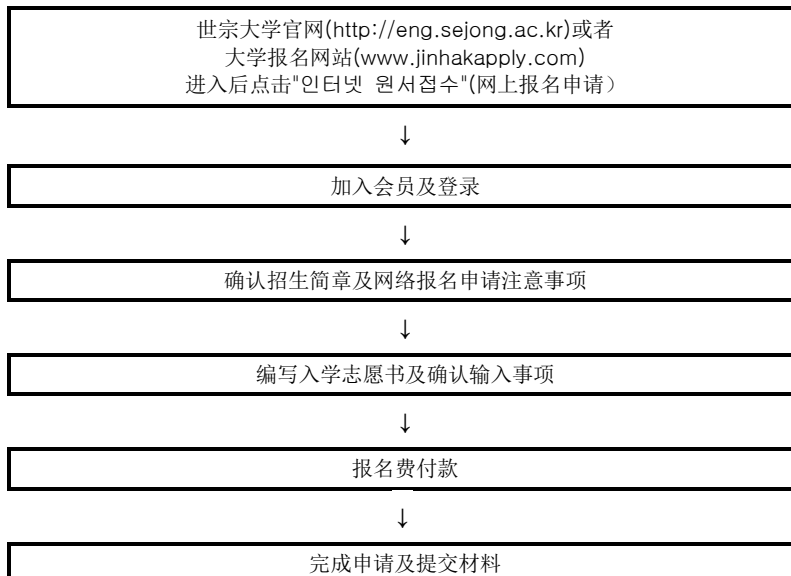 世宗大学官网(http://eng.sejong.ac.kr)或者
大学报名网站(www.jinhakapply.com)
进入后点击"인터넷 원서접수"(网上报名申请）
↓
加入会员及登录
↓
确认招生简章及网络报名申请注意事项
↓
编写入学志愿书及确认输入事项
↓
报名费付款
↓
完成申请及提交材料